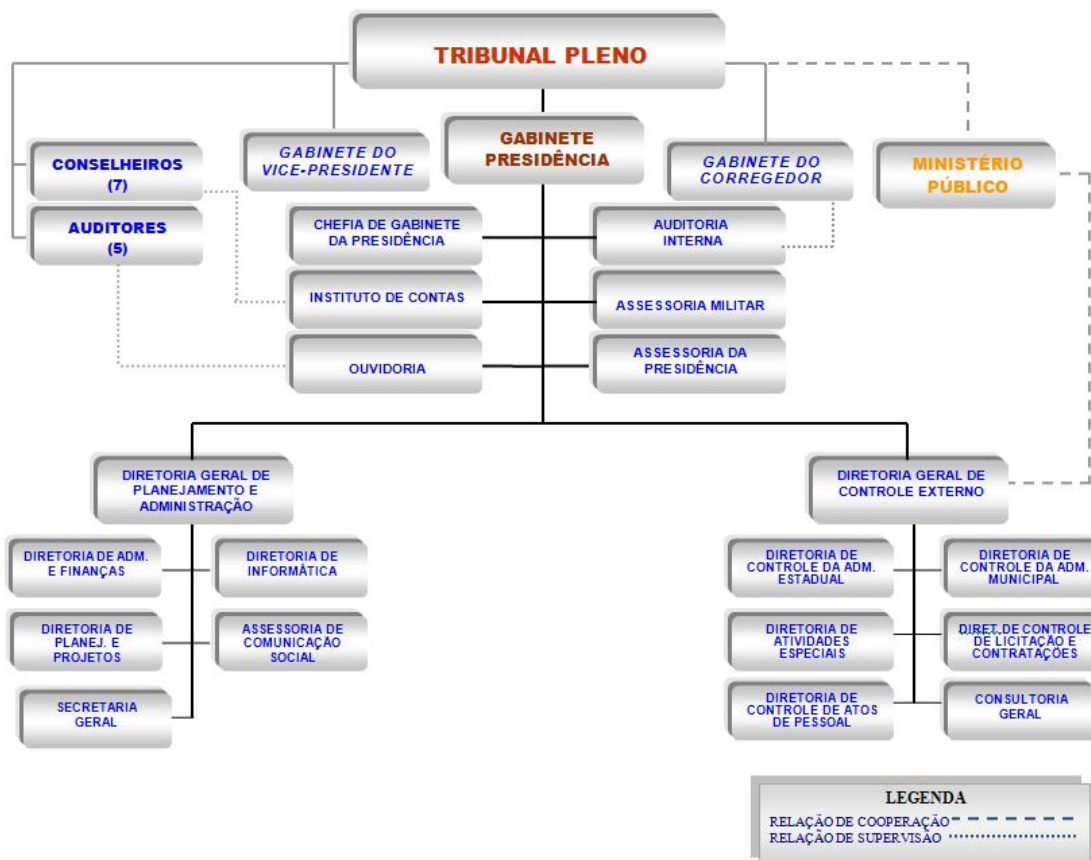 TRIBUNAL PLENO
GABINETE
PRESIDÊNCIA
CONSELHEIROS
(7)
GABINETE DO
VICE-PRESIDENTE
GABINETE DO
CORREGEDOR
MINISTÉRIO
PÚBLICO
AUDITORES
(5)
CHEFIA DE GABINETE
DA PRESIDÊNCIA
AUDITORIA
INTERNA
INSTITUTO DE CONTAS
ASSESSORIA MILITAR
OUVIDORIA
ASSESSORIA DA
PRESIDÊNCIA
DIRETORIA GERAL DE
PLANEJAMENTO E
ADMINISTRAÇÃO
DIRETORIA GERAL DE
CONTROLE EXTERNO
DIRETORIA DE ADM.
E FINANÇAS
DIRETORIA DE
INFORMÁTICA
DIRETORIA DE
PLANEJ. E
PROJETOS
ASSESSORIA DE
COMUNICAÇÃO
SOCIAL
SECRETARIA
GERAL
DIRETORIA DE
CONTROLE DA ADM.
ESTADUAL
DIRETORIA DE
CONTROLE DA ADM.
MUNICIPAL
DIRETORIA DE
ATIVIDADES
ESPECIAIS
DIRET. DE CONTROLE
DE LICITAÇÃO E
CONTRATAÇÕES
DIRETORIA DE
CONTROLE DE ATOS
DE PESSOAL
CONSULTORIA
GERAL
LEGENDA
RELAÇÃO DE COOPERAÇÃO
RELAÇÃO DE SUPERVISÃO